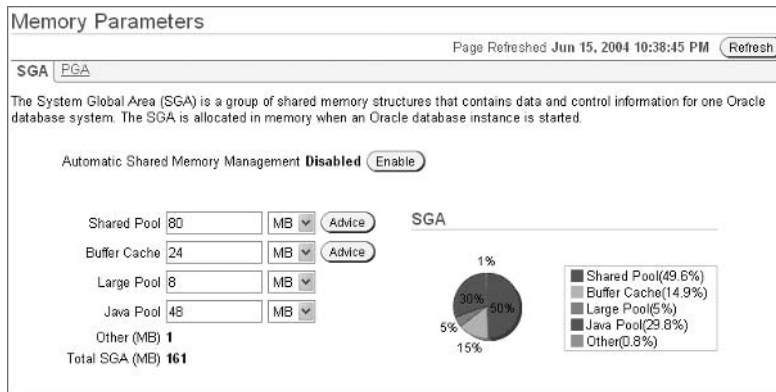 Memory Parameters
Page Refreshed Jun 15, 2004 10:38:45 PM Refresh
SGA PGA
The System Global Area (SGA) is a group of shared memory structures that contains data and control information for one Oracle
database system. The SGA is allocated in memory when an Oracle database instance is started.
Automatic Shared Memory Management Disabled Enable
Shared Pool 80 MB Advice
Buffer Cache 24 MB Advice
Large Pool 8 MB
Java Pool 48 MB
Other (MB) 1
Total SGA (MB) 161
SGA
1%
30% 50%
5%
15%
Shared Pool(49.6%)
Buffer Cache(14.9%)
Large Pool(5%)
Java Pool(29.8%)
Other(0.8%)